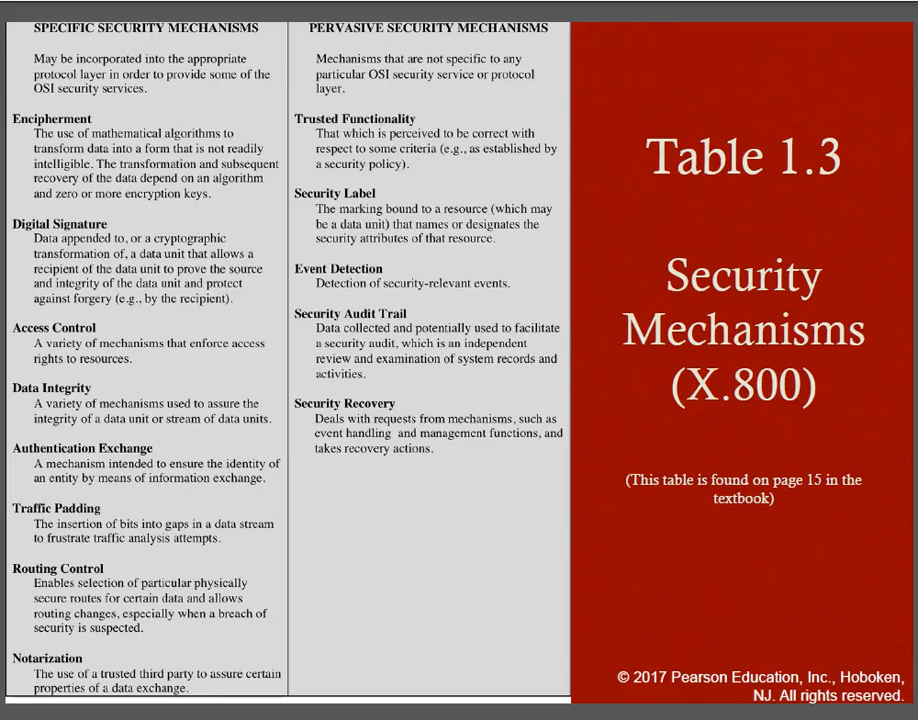 SPECIFIC SECURITY MECHANISMS
May be incorporated into the appropriate
protocol layer in order to provide some of the
OSI security services.
Encipherment
The use of mathematical algorithms to
transform data into a form that is not readily
intelligible. The transformation and subsequent
recovery of the data depend on an algorithm
and zero or more encryption keys.
Digital Signature
Data appended to, or a cryptographic
transformation of, a data unit that allows a
recipient of the data unit to prove the source
and integrity of the data unit and protect
against forgery (e.g., by the recipient).
Access Control
A variety of mechanisms that enforce access
rights to resources.
Data Integrity
A variety of mechanisms used to assure the
integrity of a data unit or stream of data units.
Authentication Exchange
A mechanism intended to ensure the identity of
an entity by means of information exchange.
Traffic Padding
The insertion of bits into gaps in a data stream
to frustrate traffic analysis attempts.
Routing Control
Enables selection of particular physically
secure routes for certain data and allows
routing changes, especially when a breach of
security is suspected.
Notarization
The use of a trusted third party to assure certain
properties of a data exchange.
PERVASIVE SECURITY MECHANISMS
Mechanisms that are not specific to any
particular OSI security service or protocol
layer.
Trusted Functionality
That which is perceived to be correct with
respect to some criteria (e.g., as established by
a security policy).
Security Label
The marking bound to a resource (which may
be a data unit) that names or designates the
security attributes of that resource.
Event Detection
Detection of security-relevant events.
Security Audit Trail
Data collected and potentially used to facilitate
a security audit, which is an independent
review and examination of system records and
activities.
Security Recovery
Deals with requests from mechanisms, such as
event handling and management functions, and
takes recovery actions.
Table 1.3
Security
Mechanisms
(X.800)
(This table is found on page 15 in the
textbook)
© 2017 Pearson Education, Inc., Hoboken,
NJ. All rights reserved.